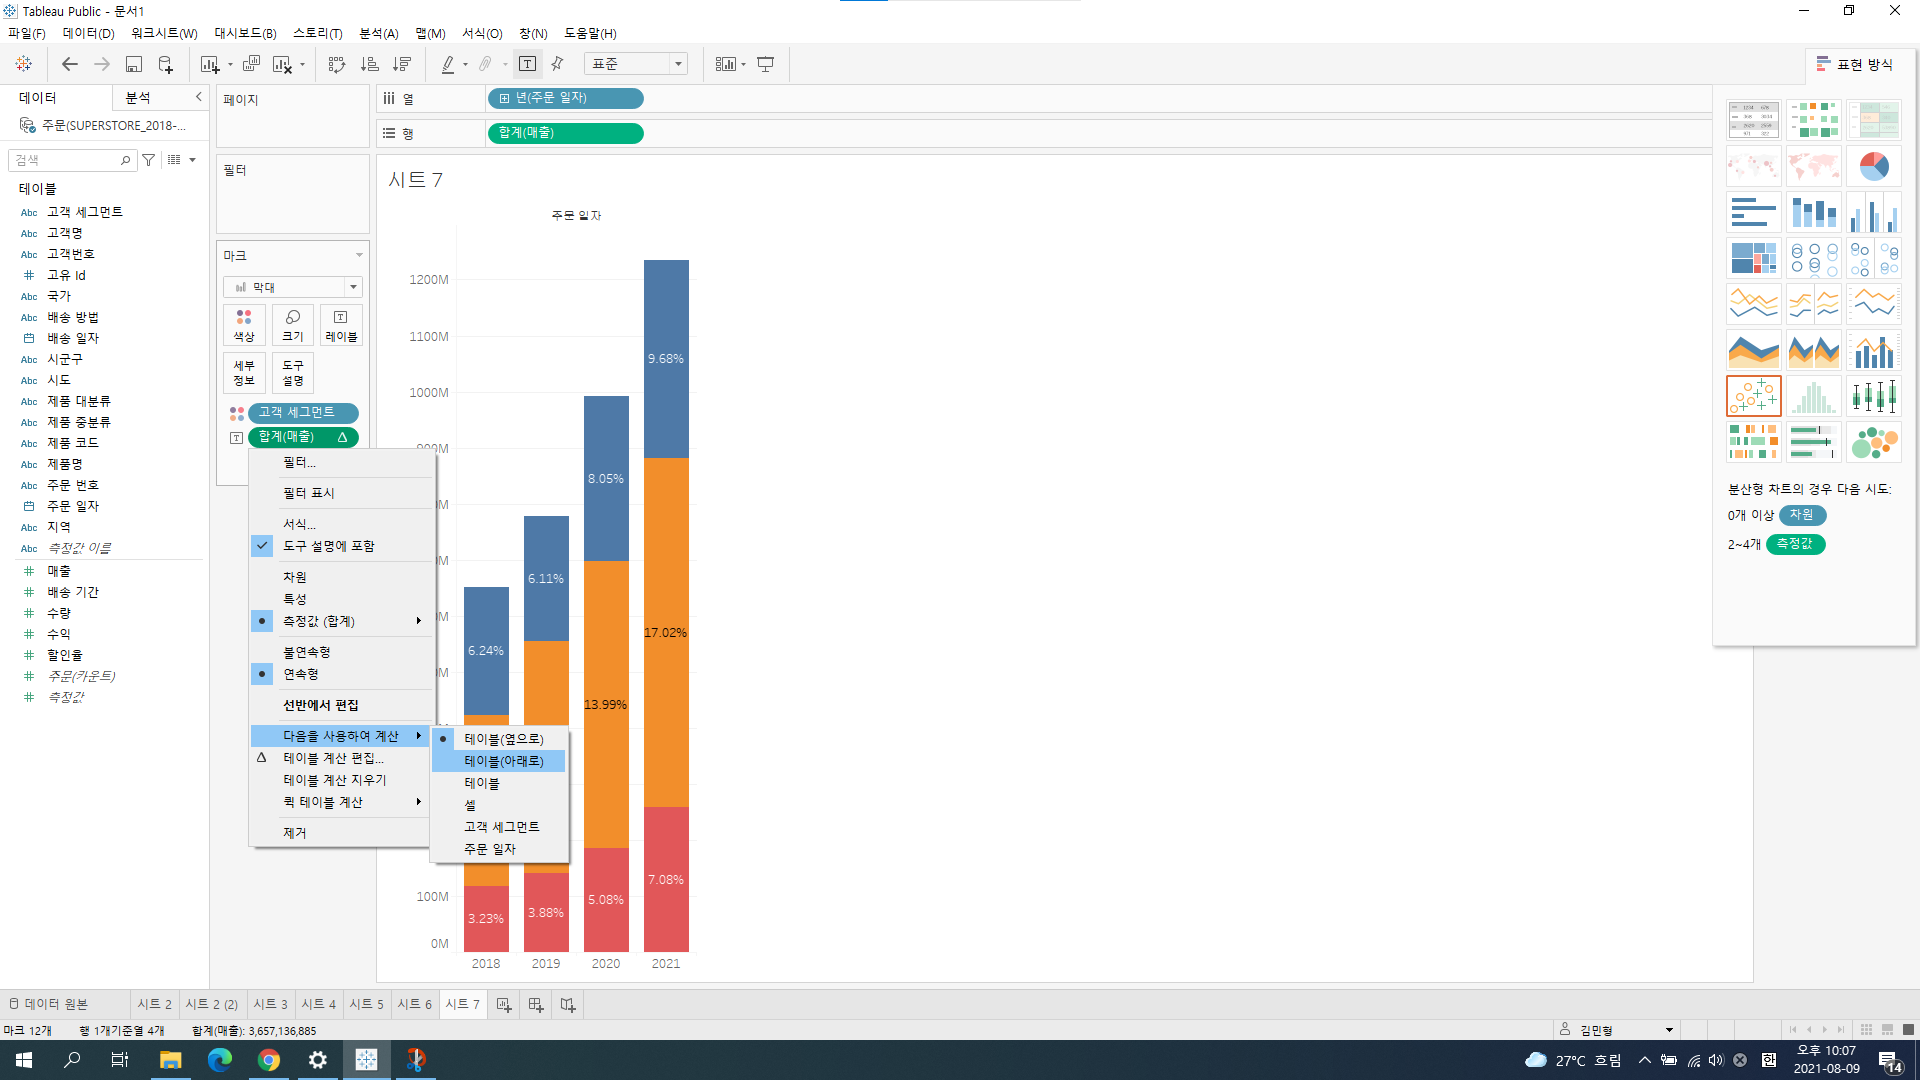 Tableau Public - 문서1
파일(F) 데이터(D) 워크시트(W) 대시보드(B) 스토리(T) 분석(A) 맵(M) 서식(O) 창(N) 도움말(H)
표준
표현 방식
데이터 분석
주문(SUPERSTORE_2018-...
검색
테이블
Abc 고객 세그먼트
Abc 고객명
Abc 고객번호
# 고유 Id
Abc 국가
Abc 배송 방법
배송 일자
Abc 시군구
Abc 시도
Abc 제품 대분류
Abc 제품 중분류
Abc 제품 코드
Abc 제품명
Abc 주문 번호
주문 일자
Abc 지역
Abc 측정값 이름
# 매출
# 배송 기간
# 수량
# 수익
# 할인율
# 주문(카운트)
# 측정값
페이지
필터
마크
막대
색상 크기 레이블
세부 정보 도구 설명
고객 세그먼트
합계(매출) Δ
필터...
필터 표시
서식...
도구 설명에 포함
차원
특성
측정값 (합계)
불연속형
연속형
선반에서 편집
다음을 사용하여 계산
Δ 테이블 계산 편집...
테이블 계산 지우기
퀵 테이블 계산
제거
테이블(옆으로)
테이블(아래로)
테이블
셀
고객 세그먼트
주문 일자
열 년(주문 일자)
행 합계(매출)
시트 7
주문 일자
1200M
1100M
1000M
100M
0M
9.68%
8.05%
6.11%
17.02%
6.24%
13.99%
7.08%
5.08%
3.88%
3.23%
2018 2019 2020 2021
분산형 차트의 경우 다음 시도:
0개 이상 차원
2~4개 측정값
데이터 원본 시트 2 시트 2 (2) 시트 3 시트 4 시트 5 시트 6 시트 7
마크 12개 행 1개기준열 4개 합계(매출): 3,657,136,885
김민형
27°C 흐림
한
오후 10:07
2021-08-09
14